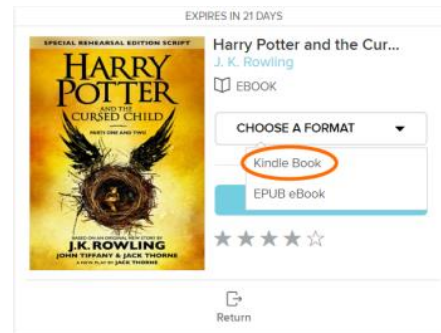 EXPIRES IN 21 DAYS
SPECIAL REHEARSAL EDITION SCRIPT
HARRY
POTTER
AND THE
CURSED CHILD
PARTS ONE AND TWO
BASED ON AN ORIGINAL NEW STORY BY
J.K. ROWLING
JOHN TIFFANY & JACK THORNE
A NEW PLAY BY JACK THORNE
Harry Potter and the Cur...
J. K. Rowling
EBOOK
CHOOSE A FORMAT
Kindle Book
EPUB eBook
Return